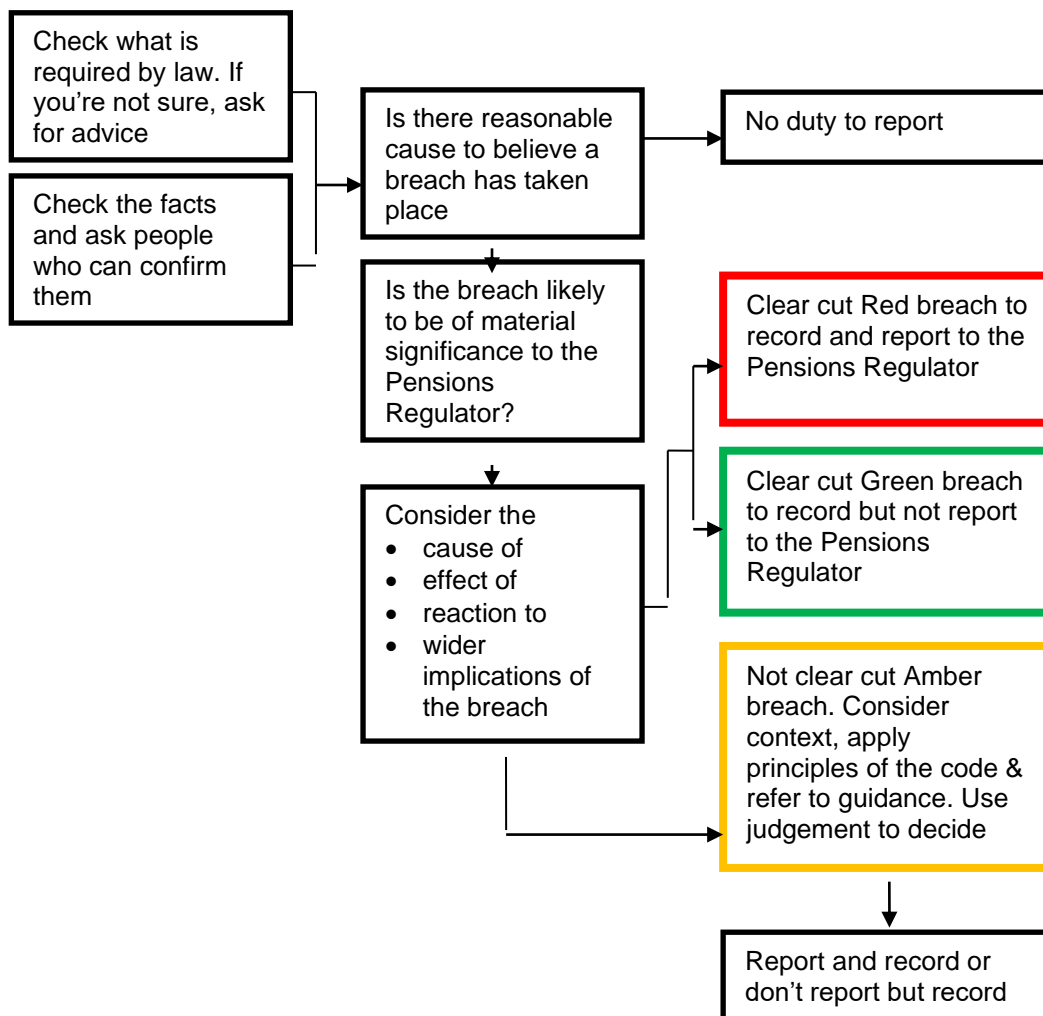 Check what is
required by law. If
you're not sure, ask
for advice
Check the facts
and ask people
who can confirm
them
Is there reasonable
cause to believe a
breach has taken
place
No duty to report
Is the breach likely
to be of material
significance to the
Pensions
Regulator?
Clear cut Red breach to
record and report to the
Pensions Regulator
Clear cut Green breach
to record but not report
to the Pensions
Regulator
Consider the
• cause of
• effect of
• reaction to
• wider
implications of
the breach
Not clear cut Amber
breach. Consider
context, apply
principles of the code &
refer to guidance. Use
judgement to decide
Report and record or
don’t report but record